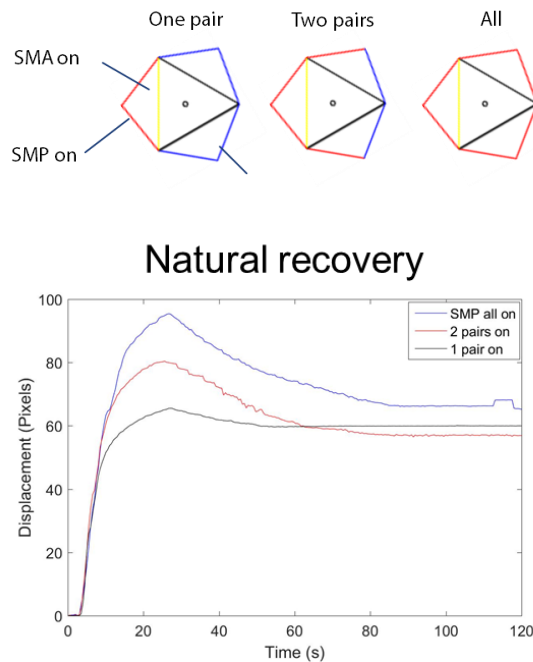 One pair
Two pairs
All
SMA on
SMP on
Natural recovery
100
80
60
40
20
0
Displacement (Pixels)
SMP all on
2 pairs on
1 pair on
0
20
40
60
80
100
120
Time (s)